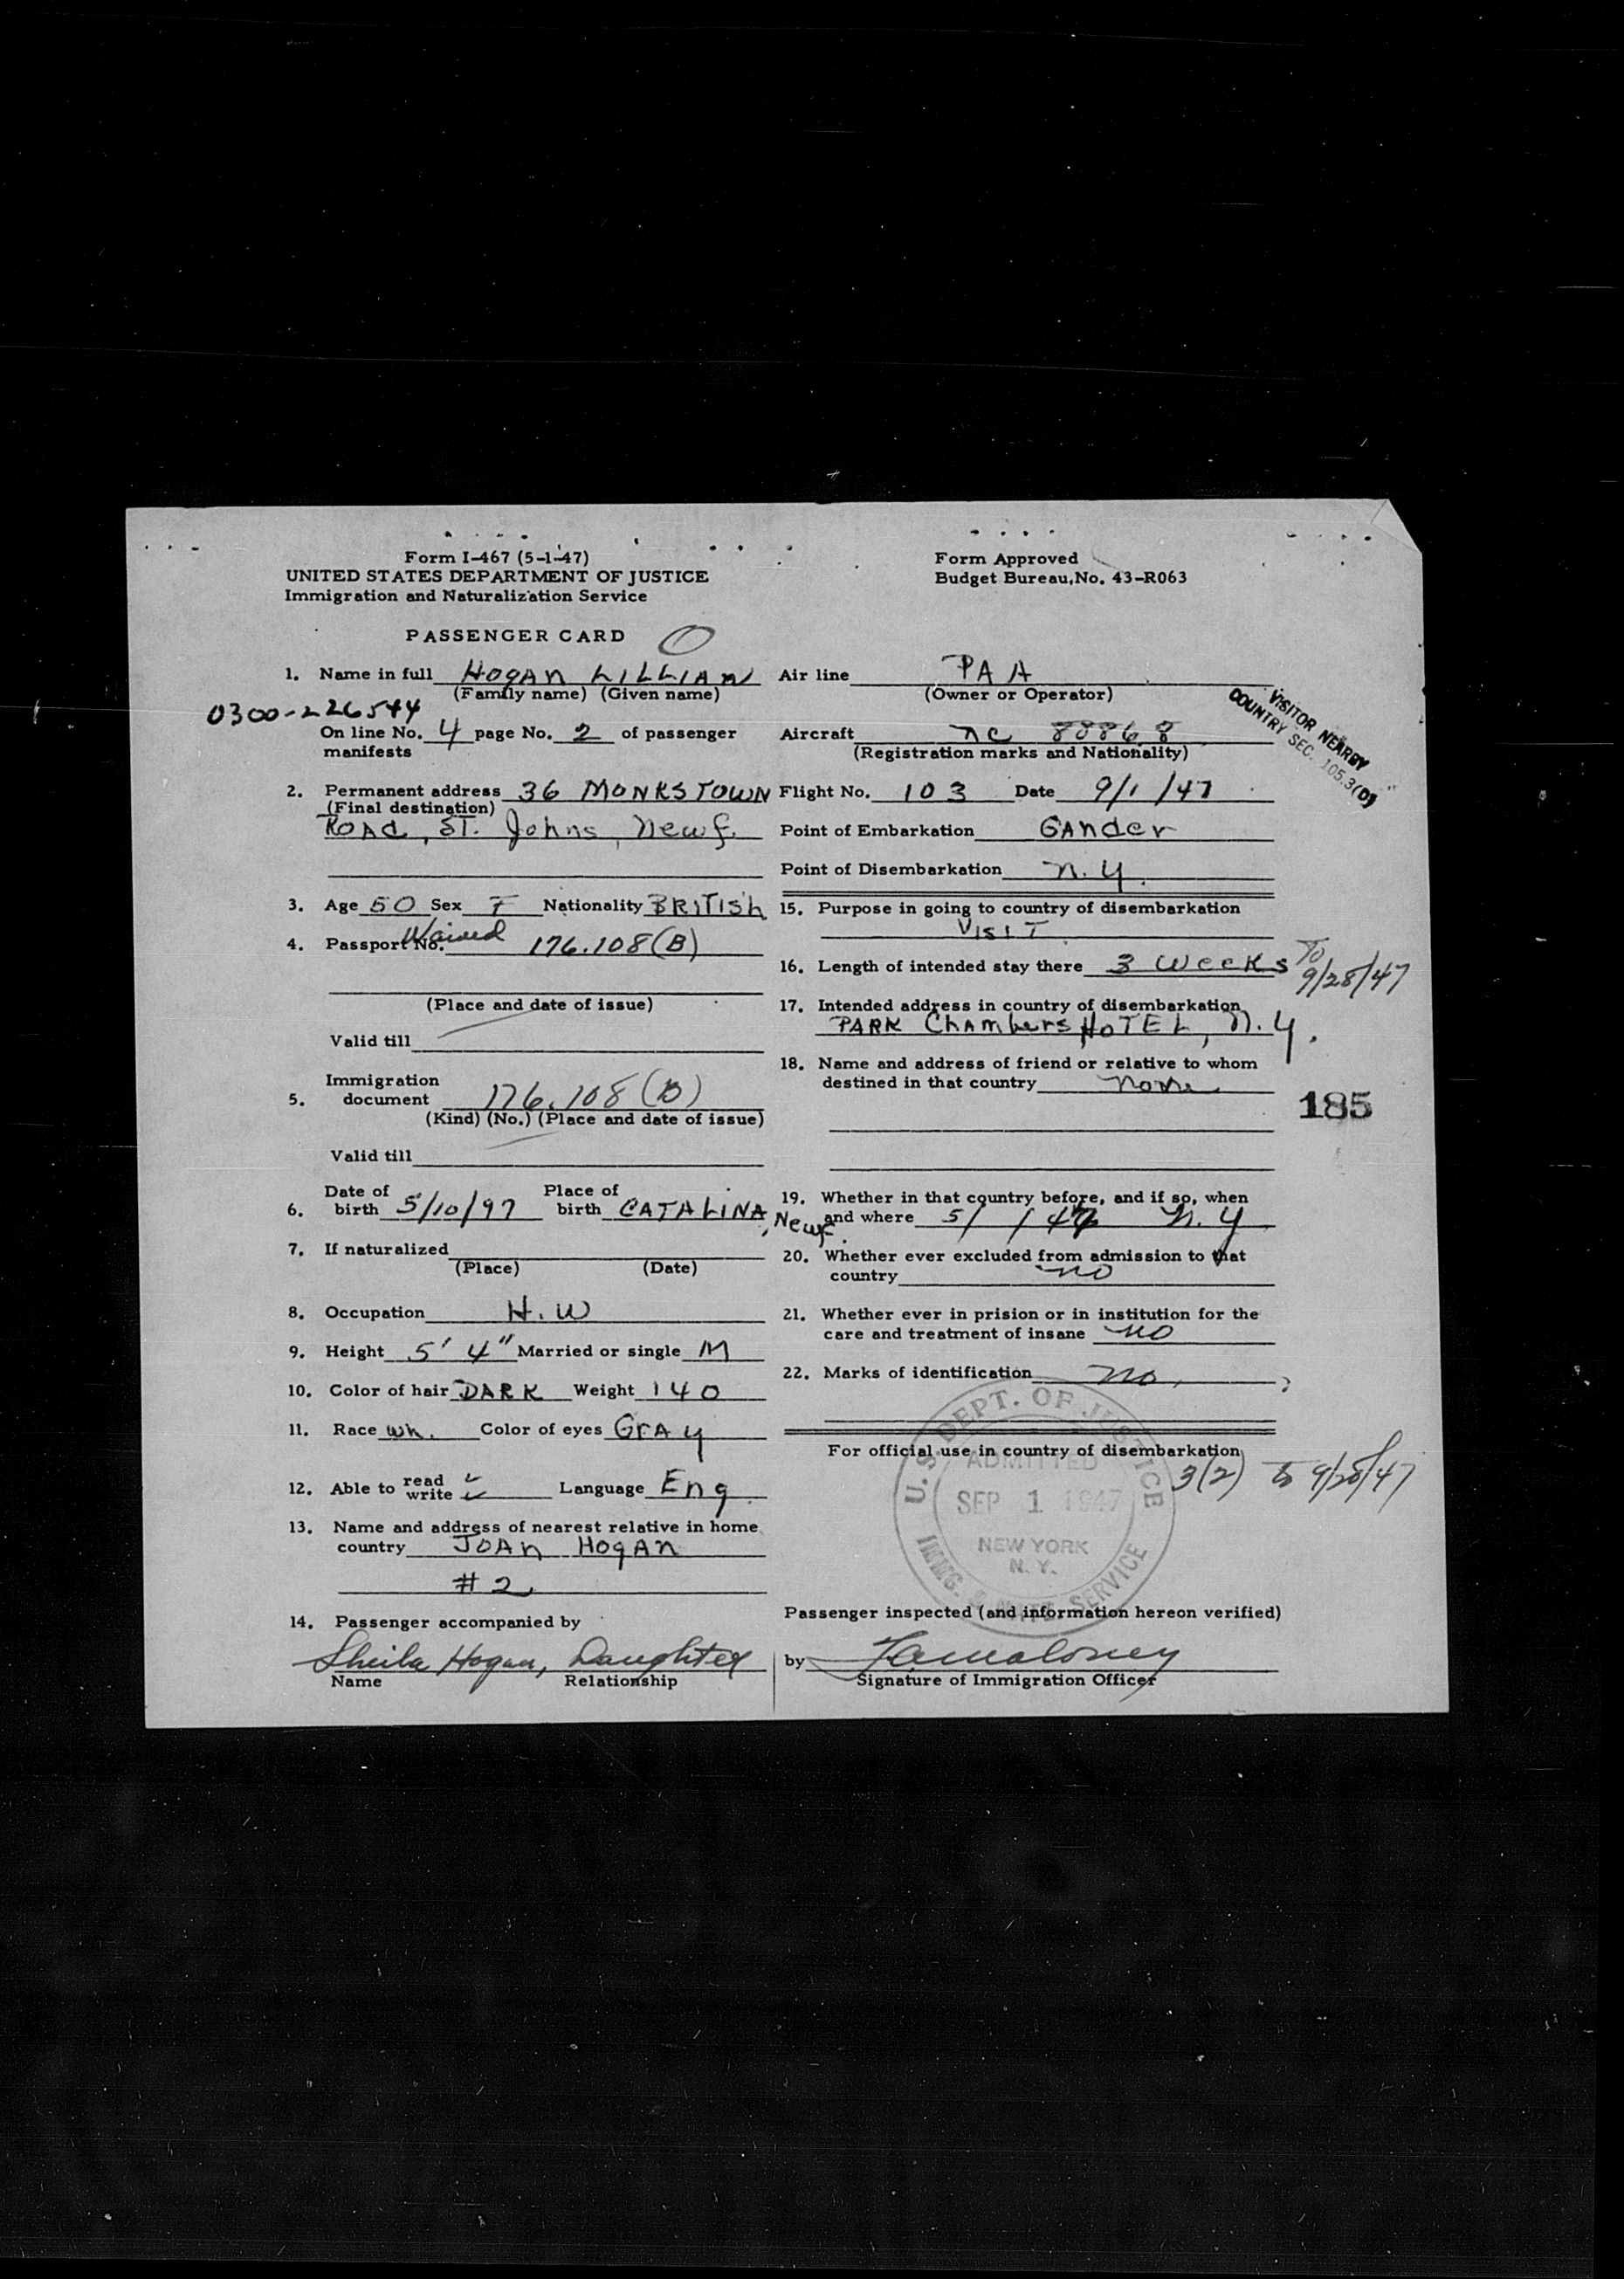 Form I-467 (5-1-47)
UNITED STATES DEPARTMENT OF JUSTICE
Immigration and Naturalization Service
Form Approved
Budget Bureau,No. 43-R063
PASSENGER CARD
1. Name in full HOGAN LILLIAN
(Family name) (Given name)
0300-226544
On line No. 4 page No. 2 of passenger
manifests
2. Permanent address 36 MONKSTOWN
(Final destination)
ROAD, ST. Johns, Newf.
3. Age 50 Sex F Nationality BRITISH
Waived
4. Passport No. 176.108(B)
(Place and date of issue)
Valid till
Immigration
5. document 176.108(B)
(Kind) (No.) (Place and date of issue)
Valid till
Date of Place of
6. birth 5/10/97 birth CATALINA, Newf.
7. If naturalized
(Place) (Date)
8. Occupation H.W
9. Height 5' 4" Married or single M
10. Color of hair DARK Weight 140
11. Race Wh. Color of eyes GrAy
12. Able to read write Language Eng
13. Name and address of nearest relative in home
country JOAN HOGAN
#2
14. Passenger accompanied by
Sheila Hogan, Daughter
Name Relationship
Air line PAA
(Owner or Operator)
VISITOR NEARBY
COUNTRY SEC. 105.3(D)
Aircraft NC 88868
(Registration marks and Nationality)
Flight No. 103 Date 9/1/47
Point of Embarkation GANder
Point of Disembarkation N.Y.
15. Purpose in going to country of disembarkation
VISIT
16. Length of intended stay there 3 Weeks To
9/28/47
17. Intended address in country of disembarkation
PARK Chambers HOTEL, N.Y.
18. Name and address of friend or relative to whom
destined in that country None
185
19. Whether in that country before, and if so, when
and where 5/ /47 N.Y
20. Whether ever excluded from admission to that
country no
21. Whether ever in prision or in institution for the
care and treatment of insane no
22. Marks of identification no,
For official use in country of disembarkation
3(2) to 9/28/47
U.S. DEPT. OF JUSTICE
ADMITTED
SEP 1 1947
NEW YORK
N. Y.
IMMG. & NATZ. SERVICE
Passenger inspected (and information hereon verified)
by
Signature of Immigration Officer